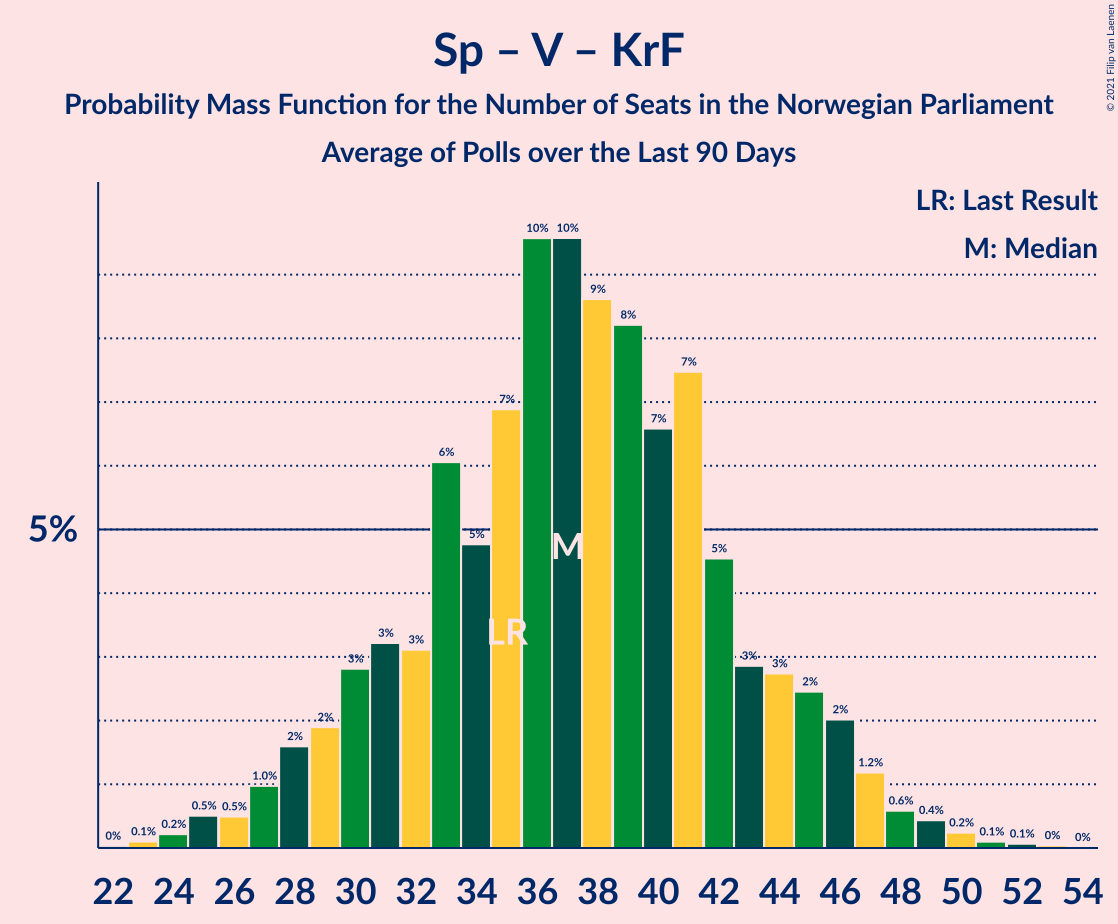 Sp – V – KrF
Probability Mass Function for the Number of Seats in the Norwegian Parliament
Average of Polls over the Last 90 Days
© 2021 Filip van Laenen
LR: Last Result
M: Median
5%
0% 0.1% 0.2% 0.5% 0.5% 1.0% 2% 2% 3% 3% 3% 6% 5% 7% 10% 10% 9% 8% 7% 7% 5% 3% 3% 2% 2% 1.2% 0.6% 0.4% 0.2% 0.1% 0.1% 0% 0%
M
LR
22 24 26 28 30 32 34 36 38 40 42 44 46 48 50 52 54